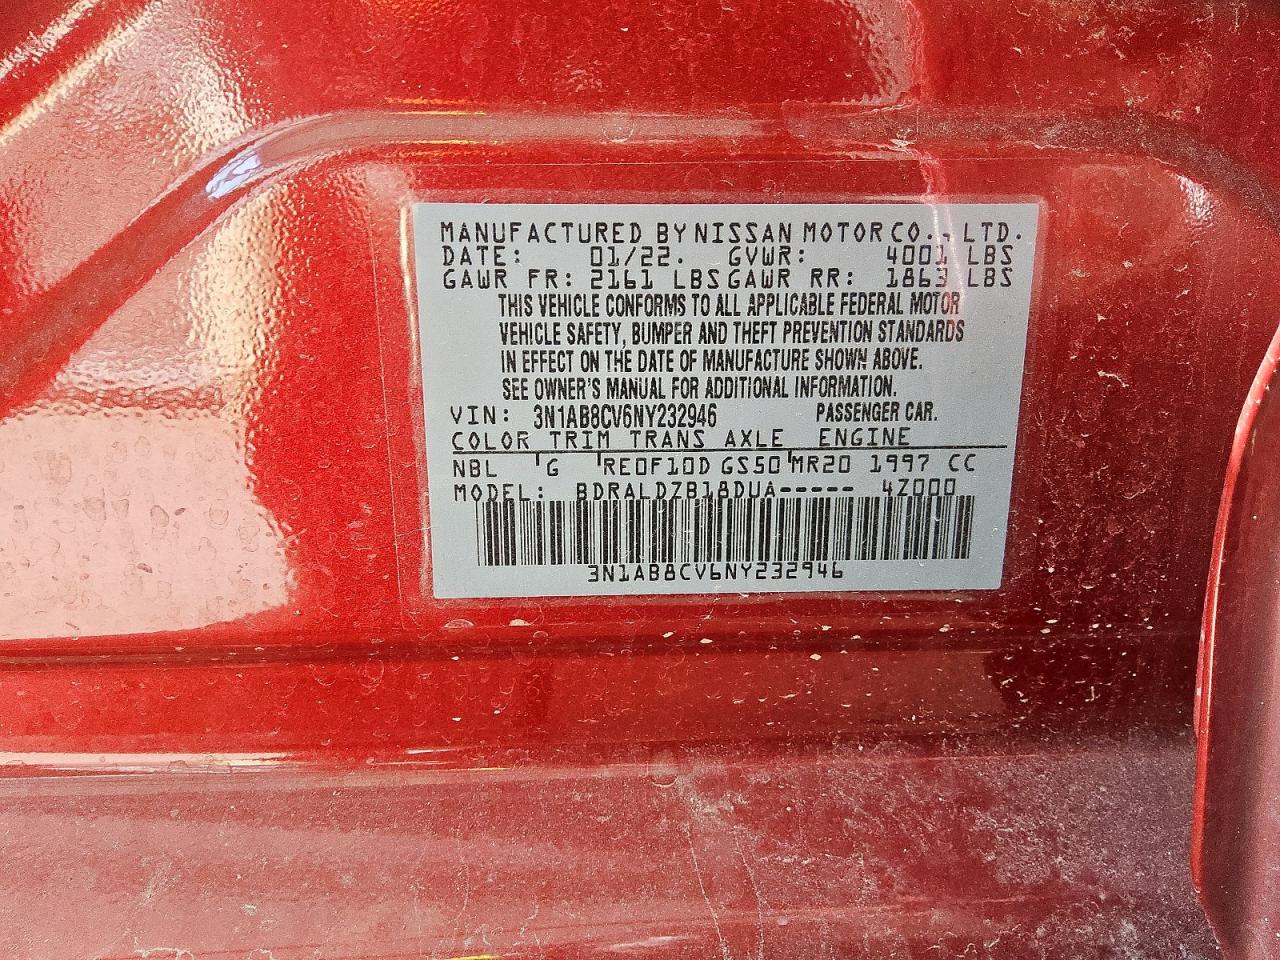 MANUFACTURED BY NISSAN MOTOR CO., LTD.
DATE: 01/22. GVWR: 4001 LBS
GAWR FR: 2161 LBS GAWR RR: 1863 LBS
THIS VEHICLE CONFORMS TO ALL APPLICABLE FEDERAL MOTOR
VEHICLE SAFETY, BUMPER AND THEFT PREVENTION STANDARDS
IN EFFECT ON THE DATE OF MANUFACTURE SHOWN ABOVE.
SEE OWNER'S MANUAL FOR ADDITIONAL INFORMATION.
VIN: 3N1AB8CV6NY232946 PASSENGER CAR.
COLOR TRIM TRANS AXLE ENGINE
NBL G RE0F10D GS50 MR20 1997 CC
MODEL: BDRALDZB18DUA----- 4Z000
3N1AB8CV6NY232946